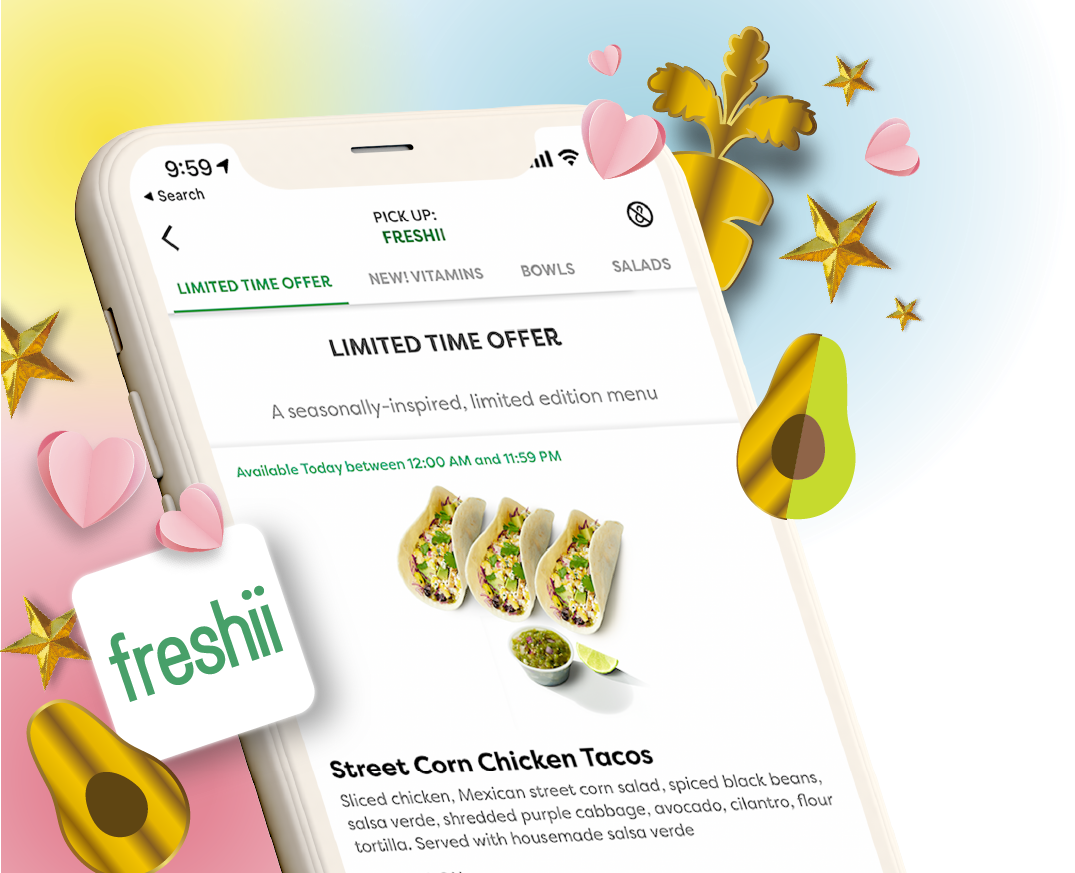 9:59
Search
PICK UP:
FRESHII
LIMITED TIME OFFER
NEW! VITAMINS
BOWLS
SALADS
LIMITED TIME OFFER
A seasonally-inspired, limited edition menu
Available Today between 12:00 AM and 11:59 PM
freshii
Street Corn Chicken Tacos
Sliced chicken, Mexican street corn salad, spiced black beans,
salsa verde, shredded purple cabbage, avocado, cilantro, flour
tortilla. Served with housemade salsa verde